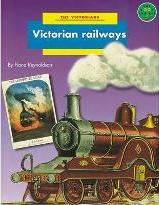 THE VICTORIANS
Victorian railways
By Fiona Reynoldson